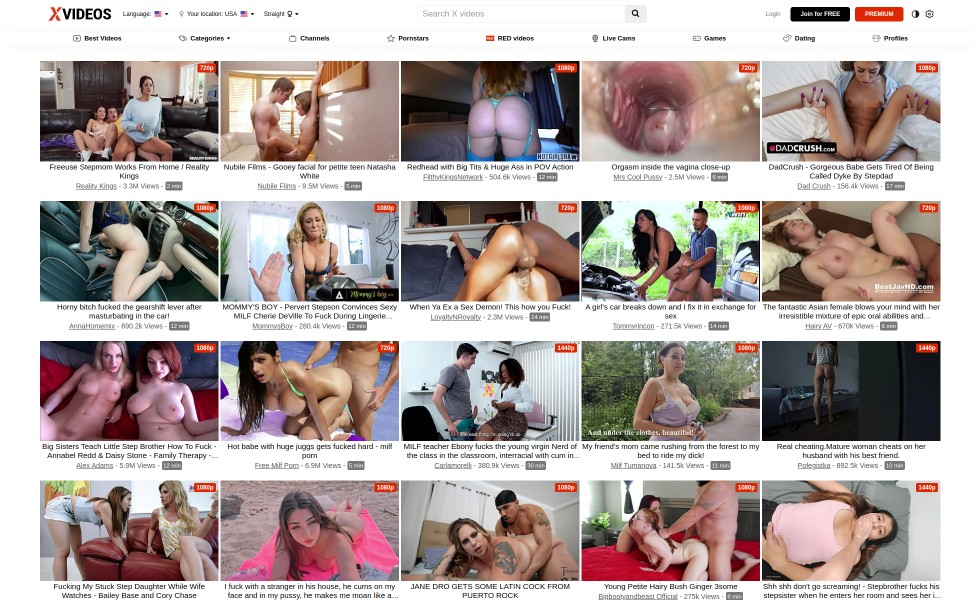 XVIDEOS
Language:
Your location: USA
Straight
Search X videos
Login
Join for FREE
PREMIUM
Best Videos
Categories
Channels
Pornstars
RED videos
Live Cams
Games
Dating
Profiles
720p
REALITY KINGS
Freeuse Stepmom Works From Home / Reality
Kings
Reality Kings - 3.3M Views - 2 min
Nubile Films - Gooey facial for petite teen Natasha
White
Nubile Films - 9.5M Views - 6 min
1080p
Redhead with Big Tits & Huge Ass in POV Action
FilthyKingsNetwork - 504.6k Views - 12 min
720p
Orgasm inside the vagina close-up
Mrs Cool Pussy - 2.5M Views - 6 min
1080p
DADCRUSH.COM
DadCrush - Gorgeous Babe Gets Tired Of Being
Called Dyke By Stepdad
Dad Crush - 156.4k Views - 17 min
1080p
Horny bitch fucked the gearshift lever after
masturbating in the car!
AnnaHomemix - 690.2k Views - 12 min
1080p
Mommy's boy
MOMMY'S BOY - Pervert Stepson Convinces Sexy
MILF Cherie DeVille To Fuck During Lingerie...
MommysBoy - 280.4k Views - 12 min
720p
When Ya Ex a Sex Demon! This how you Fuck!
LoyaltyNRoyalty - 2.3M Views - 14 min
1080p
A girl's car breaks down and I fix it in exchange for
sex
Tommyrincon - 271.5k Views - 14 min
720p
BestJavHD.com
The fantastic Asian female blows your mind with her
irresistible mixture of epic oral abilities and...
Hairy AV - 670k Views - 6 min
1080p
Big Sisters Teach Little Step Brother How To Fuck -
Annabel Redd & Daisy Stone - Family Therapy -...
Alex Adams - 5.9M Views - 12 min
720p
Hot babe with huge juggs gets fucked hard - milf
porn
Free Milf Porn - 6.9M Views - 5 min
1440p
MILF teacher Ebony fucks the young virgin Nerd of
the class in the classroom, interracial with cum in...
Carlamorelli - 380.9k Views - 30 min
1080p
And under the clothes, beautiful!
My friend's mom came rushing from the forest to my
bed to ride my dick!
Milf Tumanova - 141.5k Views - 11 min
1440p
Real cheating.Mature woman cheats on her
husband with his best friend.
Pofegistka - 892.5k Views - 10 min
1080p
Fucking My Stuck Step Daughter While Wife
Watches - Bailey Base and Cory Chase
1080p
I fuck with a stranger in his house, he cums on my
face and in my pussy, he makes me moan like a...
1080p
JANE DRO GETS SOME LATIN COCK FROM
PUERTO ROCK
1080p
Young Petite Hairy Bush Ginger 3some
Bigbootyandbeast Official - 275k Views - 8 min
1440p
Shh shh don't go screaming! - Stepbrother fucks his
stepsister when he enters her room and sees her i...